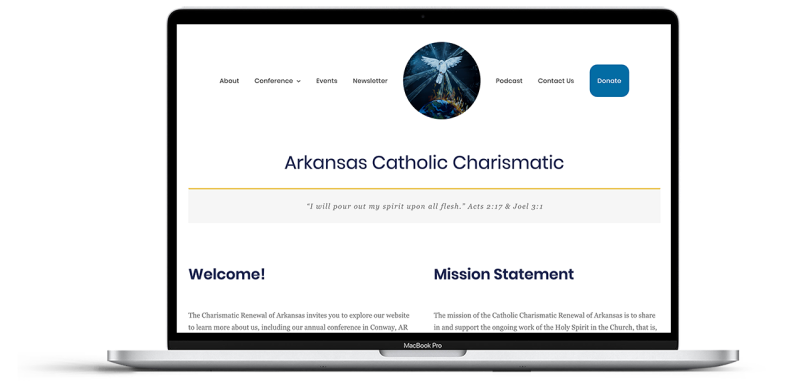 About Conference Events Newsletter Podcast Contact Us Donate
Arkansas Catholic Charismatic
"I will pour out my spirit upon all flesh." Acts 2:17 & Joel 3:1
Welcome!
The Charismatic Renewal of Arkansas invites you to explore our website
to learn more about us, including our annual conference in Conway, AR
Mission Statement
The mission of the Catholic Charismatic Renewal of Arkansas is to share
in and support the ongoing work of the Holy Spirit in the Church, that is,
MacBook Pro